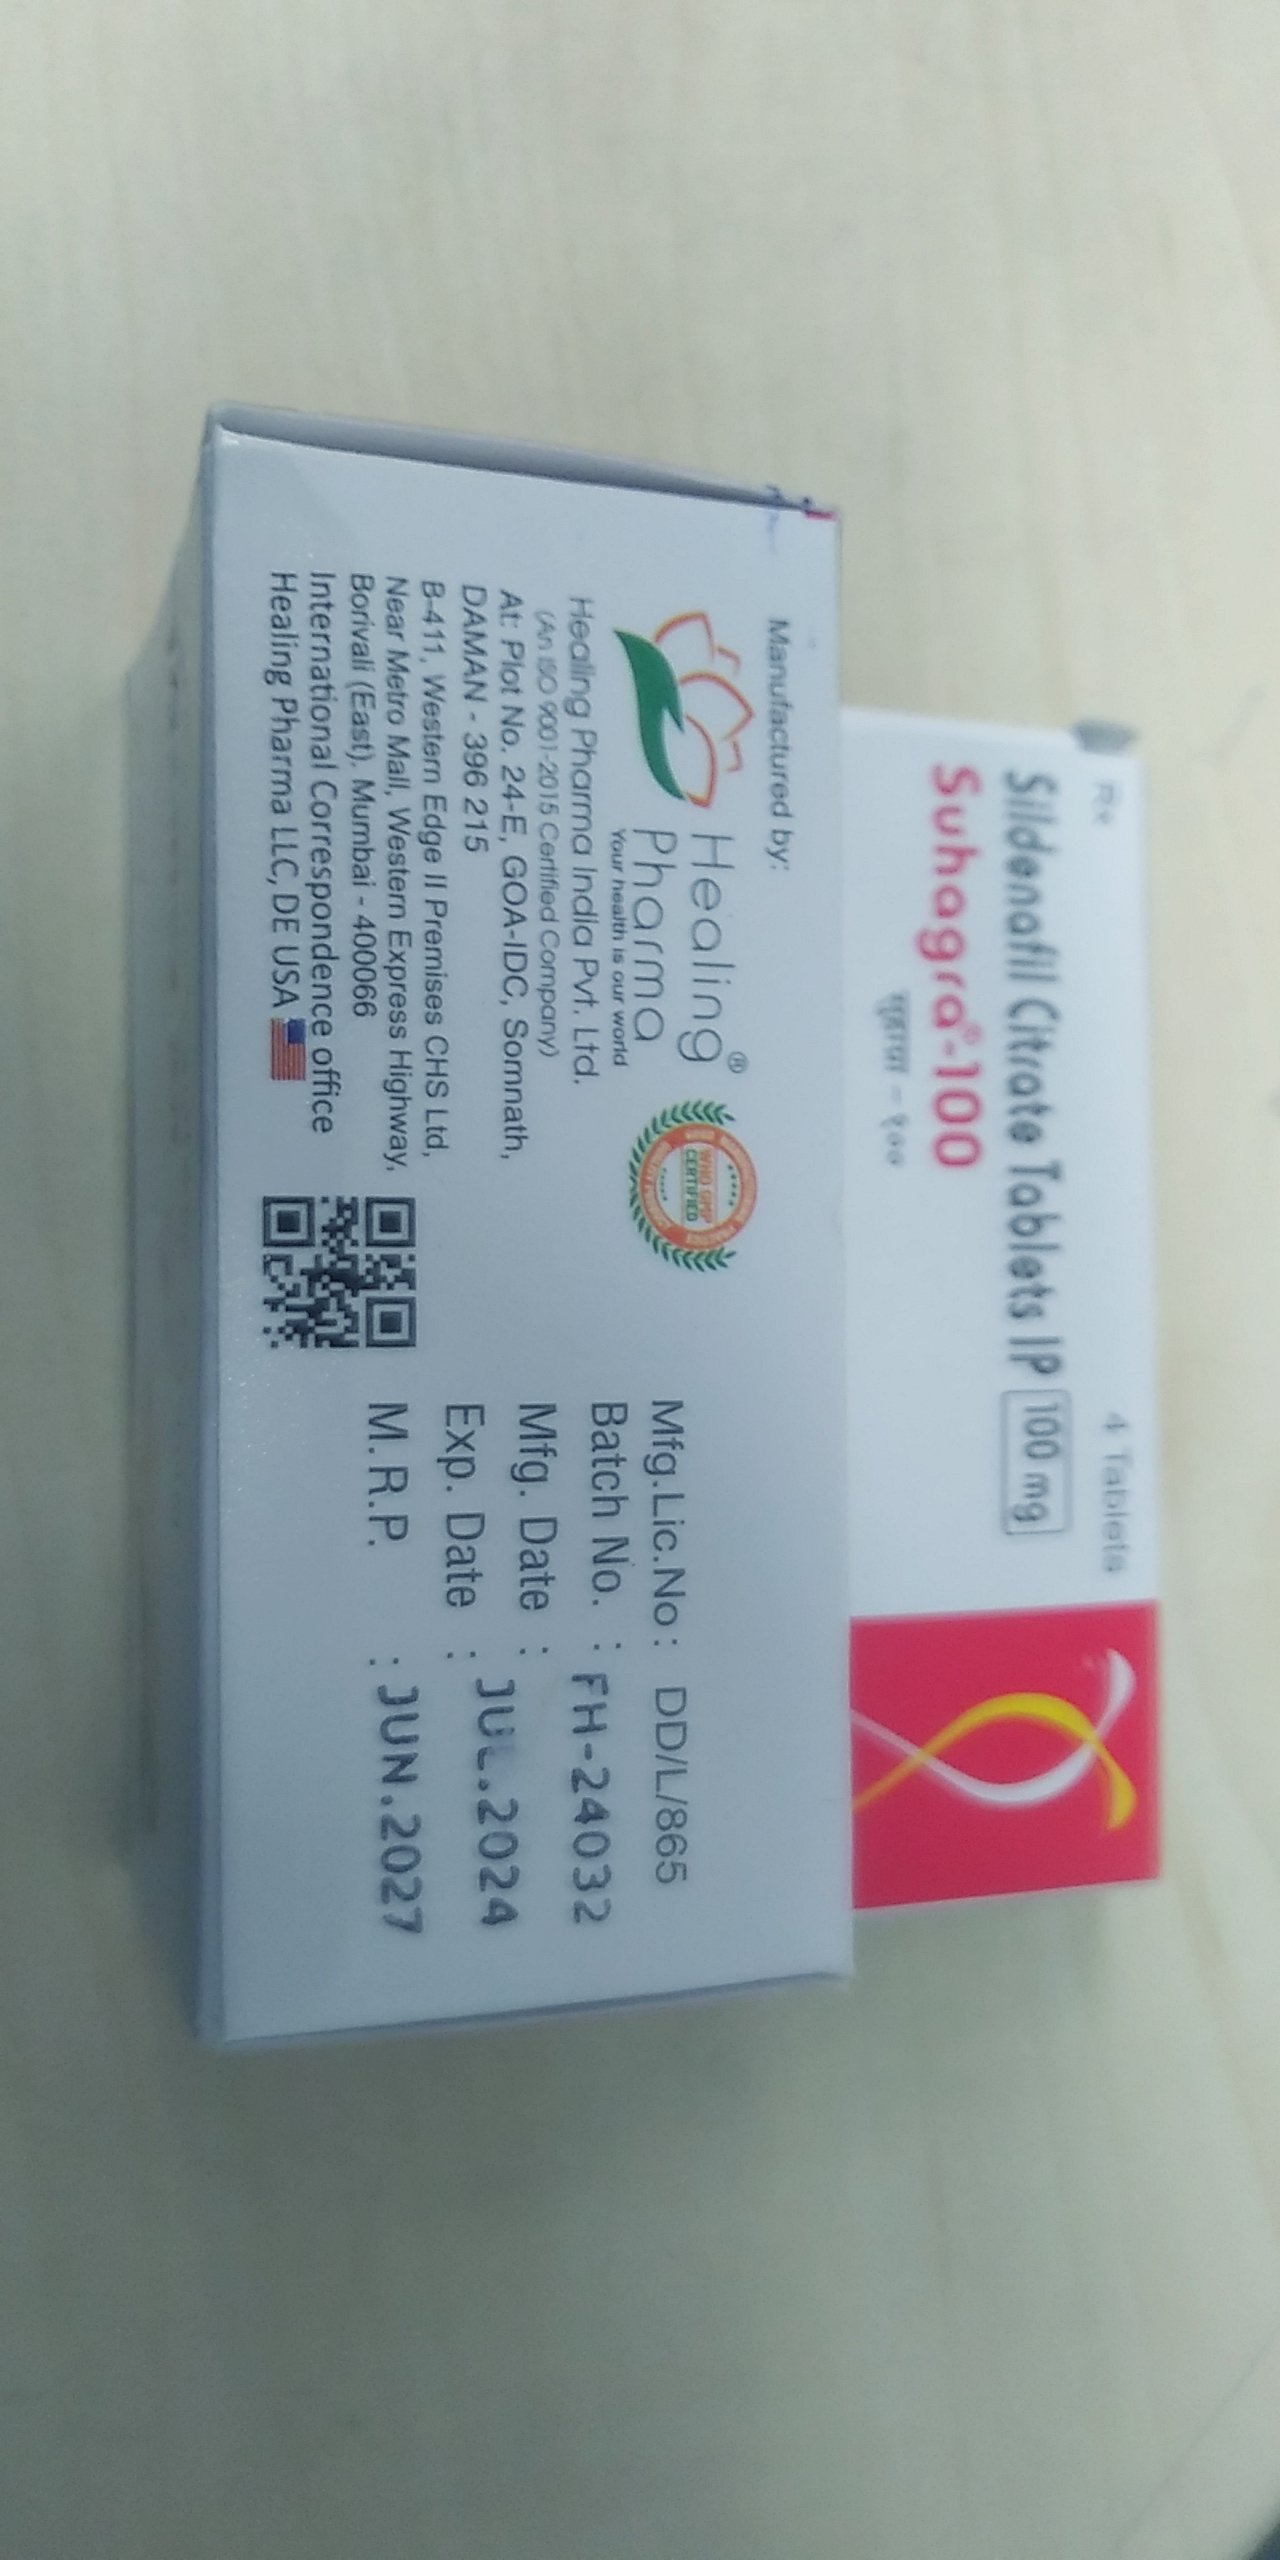 Rx
4 Tablets
Sildenafil Citrate Tablets IP 100 mg
Suhagra®-100
सुहागरा - १००
Manufactured by:
Healing®
Pharma
Your health is our world
WHO GMP
CERTIFIED
Healing Pharma India Pvt. Ltd.
(An ISO 9001-2015 Certified Company)
At: Plot No. 24-E, GOA-IDC, Somnath,
DAMAN - 396 215
B-411, Western Edge II Premises CHS Ltd,
Near Metro Mall, Western Express Highway,
Borivali (East), Mumbai - 400066
International Correspondence office
Healing Pharma LLC, DE USA
Mfg.Lic.No : DD/L/865
Batch No. : FH-24032
Mfg. Date : JUL.2024
Exp. Date : JUN.2027
M.R.P. :